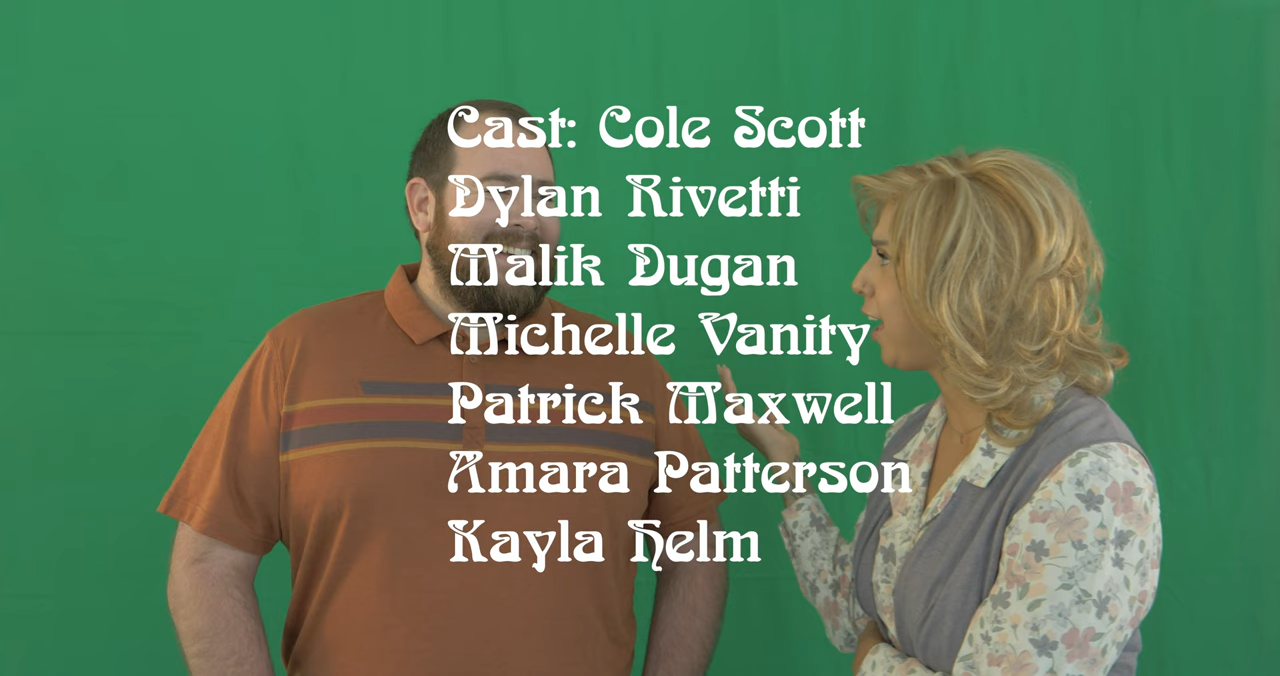 Cast: Cole Scott
Dylan Rivetti
Malik Dugan
Michelle Vanity
Patrick Maxwell
Amara Patterson
Kayla Helm